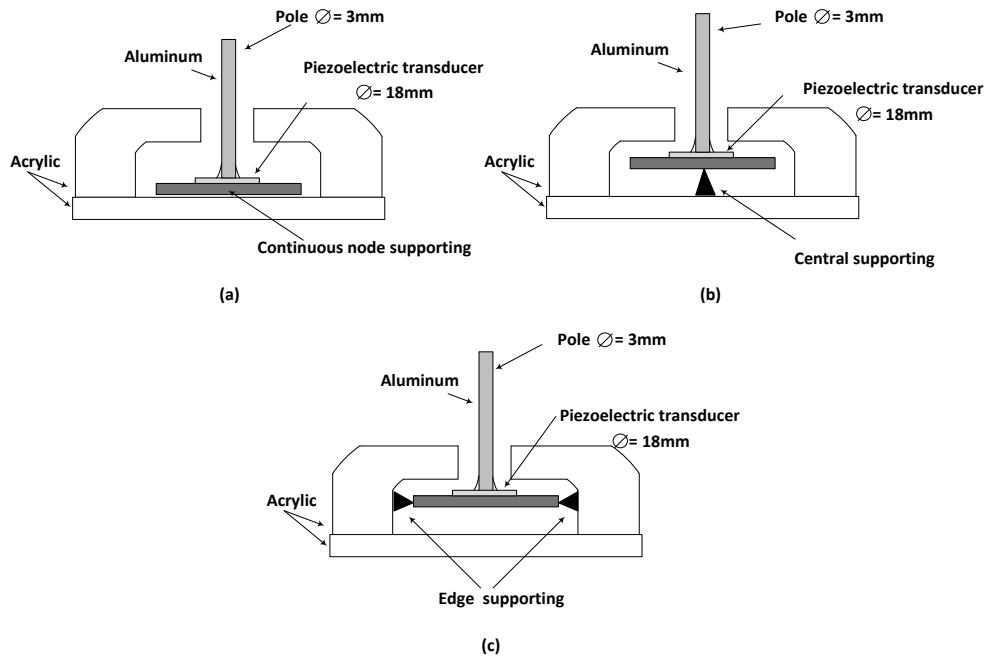 Pole ∅= 3mm
Aluminum
Piezoelectric transducer
∅= 18mm
Acrylic
Continuous node supporting
(a)
Pole ∅= 3mm
Aluminum
Piezoelectric transducer
∅= 18mm
Acrylic
Central supporting
(b)
Pole ∅= 3mm
Aluminum
Piezoelectric transducer
∅= 18mm
Acrylic
Edge supporting
(c)